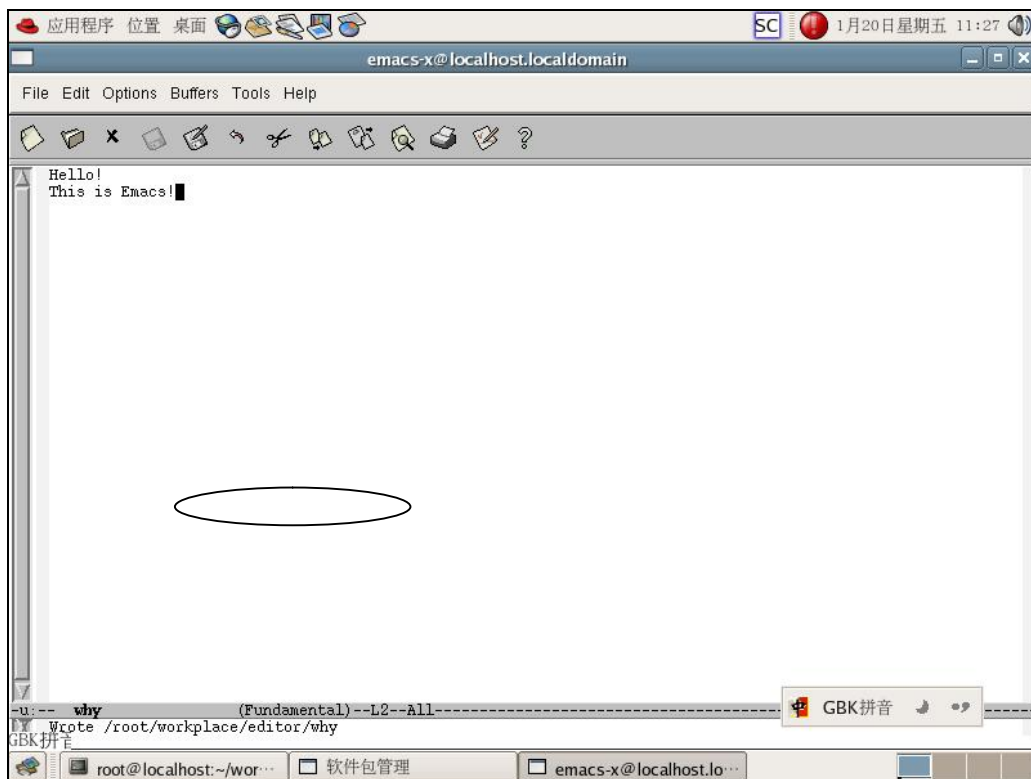 应用程序 位置 桌面 SC 1月20日星期五 11:27
emacs-x@localhost.localdomain
File Edit Options Buffers Tools Help
Hello!
This is Emacs!
-u:-- why (Fundamental)--L2--All--------------------------------------
GBK拼音
Wrote /root/workplace/editor/why
GBK拼音
root@localhost:~/wor… 软件包管理 emacs-x@localhost.lo…